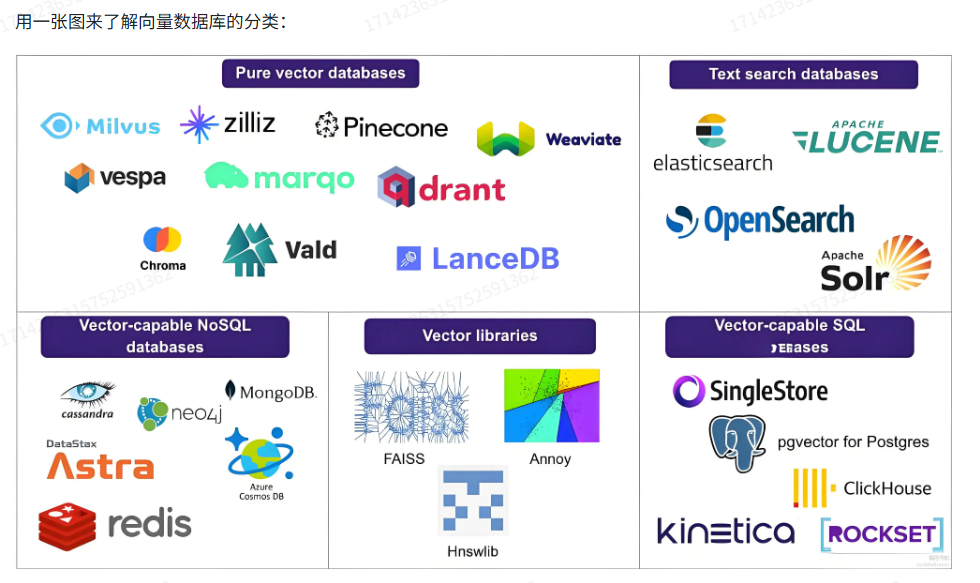 用一张图来了解向量数据库的分类：
Pure vector databases
Milvus
zilliz
Pinecone
Weaviate
vespa
marqo
qdrant
Chroma
Vald
LanceDB
Text search databases
elasticsearch
APACHE
LUCENE
OpenSearch
Apache
Solr
Vector-capable NoSQL
databases
cassandra
neo4j
MongoDB.
DataStax
Astra
Azure
Cosmos DB
redis
Vector libraries
Faiss
FAISS
Annoy
Hnswlib
Vector-capable SQL
SingleStore
pgvector for Postgres
ClickHouse
kinetica
ROCKSET